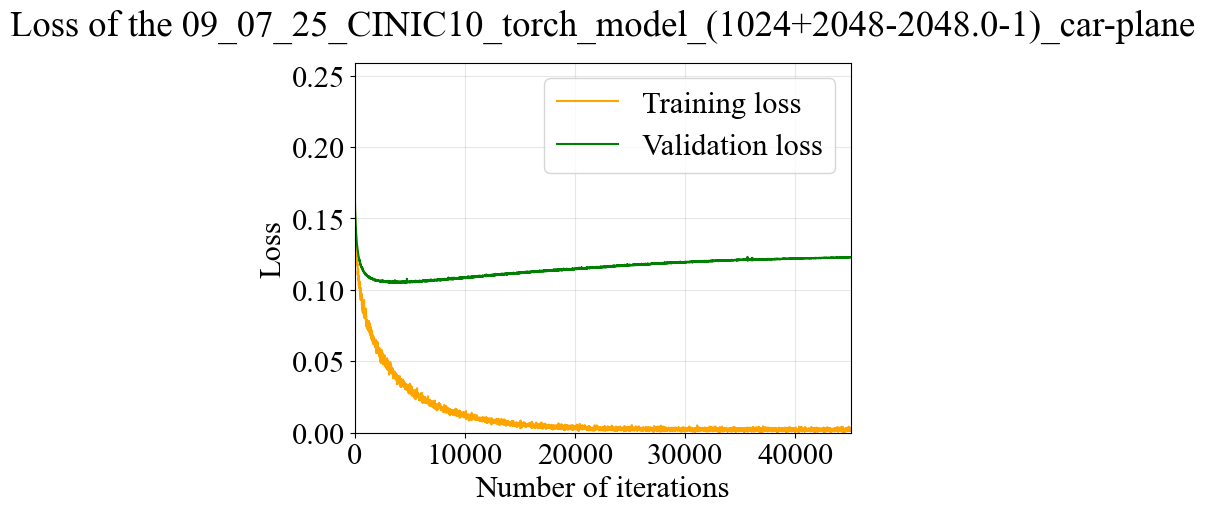 Loss of the 09_07_25_CINIC10_torch_model_(1024+2048-2048.0-1)_car-plane
0.25
0.20
0.15
0.10
0.05
0.00
Loss
Training loss
Validation loss
0 10000 20000 30000 40000
Number of iterations